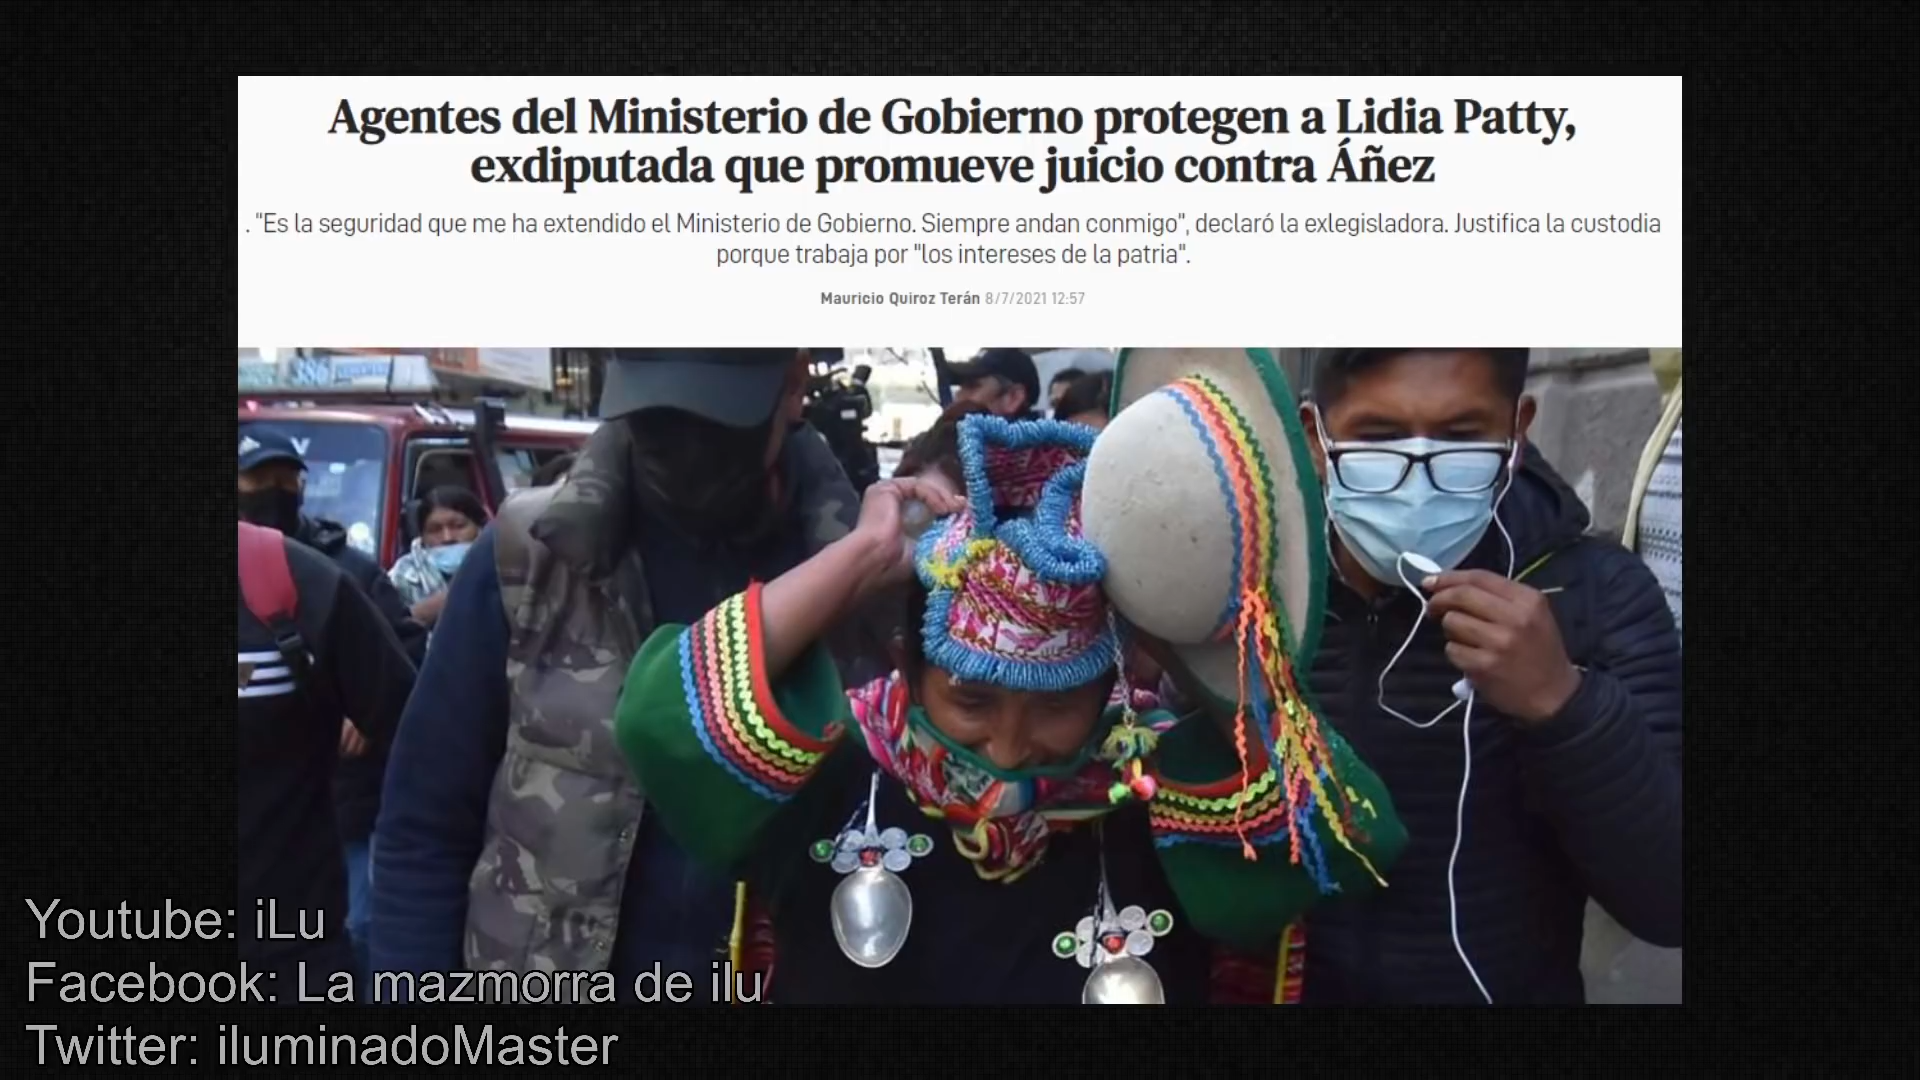 Agentes del Ministerio de Gobierno protegen a Lidia Patty,
exdiputada que promueve juicio contra Áñez
. "Es la seguridad que me ha extendido el Ministerio de Gobierno. Siempre andan conmigo", declaró la exlegisladora. Justifica la custodia
porque trabaja por "los intereses de la patria".
Mauricio Quiroz Terán 8/7/2021 12:57
386
Youtube: iLu
Facebook: La mazmorra de ilu
Twitter: iluminadoMaster